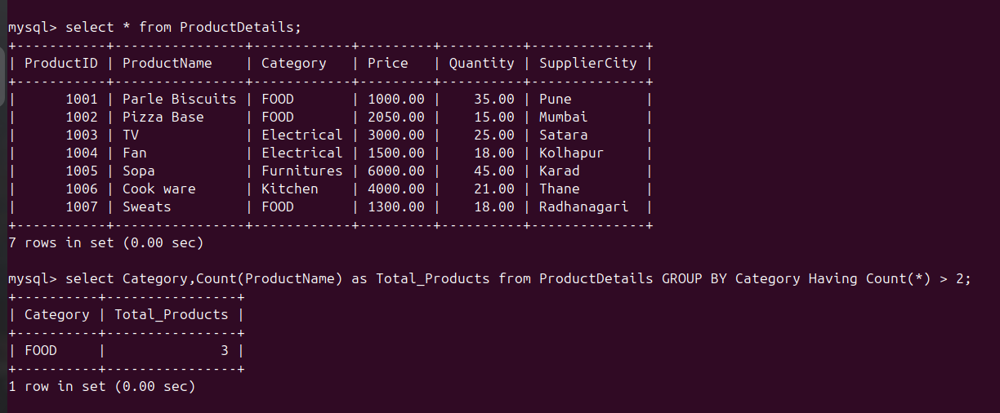 mysql> select * from ProductDetails;
+-----------+----------------+------------+---------+----------+--------------+
| ProductID | ProductName    | Category   | Price   | Quantity | SupplierCity |
+-----------+----------------+------------+---------+----------+--------------+
|      1001 | Parle Biscuits | FOOD       | 1000.00 |    35.00 | Pune         |
|      1002 | Pizza Base     | FOOD       | 2050.00 |    15.00 | Mumbai       |
|      1003 | TV             | Electrical | 3000.00 |    25.00 | Satara       |
|      1004 | Fan            | Electrical | 1500.00 |    18.00 | Kolhapur     |
|      1005 | Sopa           | Furnitures | 6000.00 |    45.00 | Karad        |
|      1006 | Cook ware      | Kitchen    | 4000.00 |    21.00 | Thane        |
|      1007 | Sweats         | FOOD       | 1300.00 |    18.00 | Radhanagari  |
+-----------+----------------+------------+---------+----------+--------------+
7 rows in set (0.00 sec)
mysql> select Category,Count(ProductName) as Total_Products from ProductDetails GROUP BY Category Having Count(*) > 2;
+----------+----------------+
| Category | Total_Products |
+----------+----------------+
| FOOD     |              3 |
+----------+----------------+
1 row in set (0.00 sec)